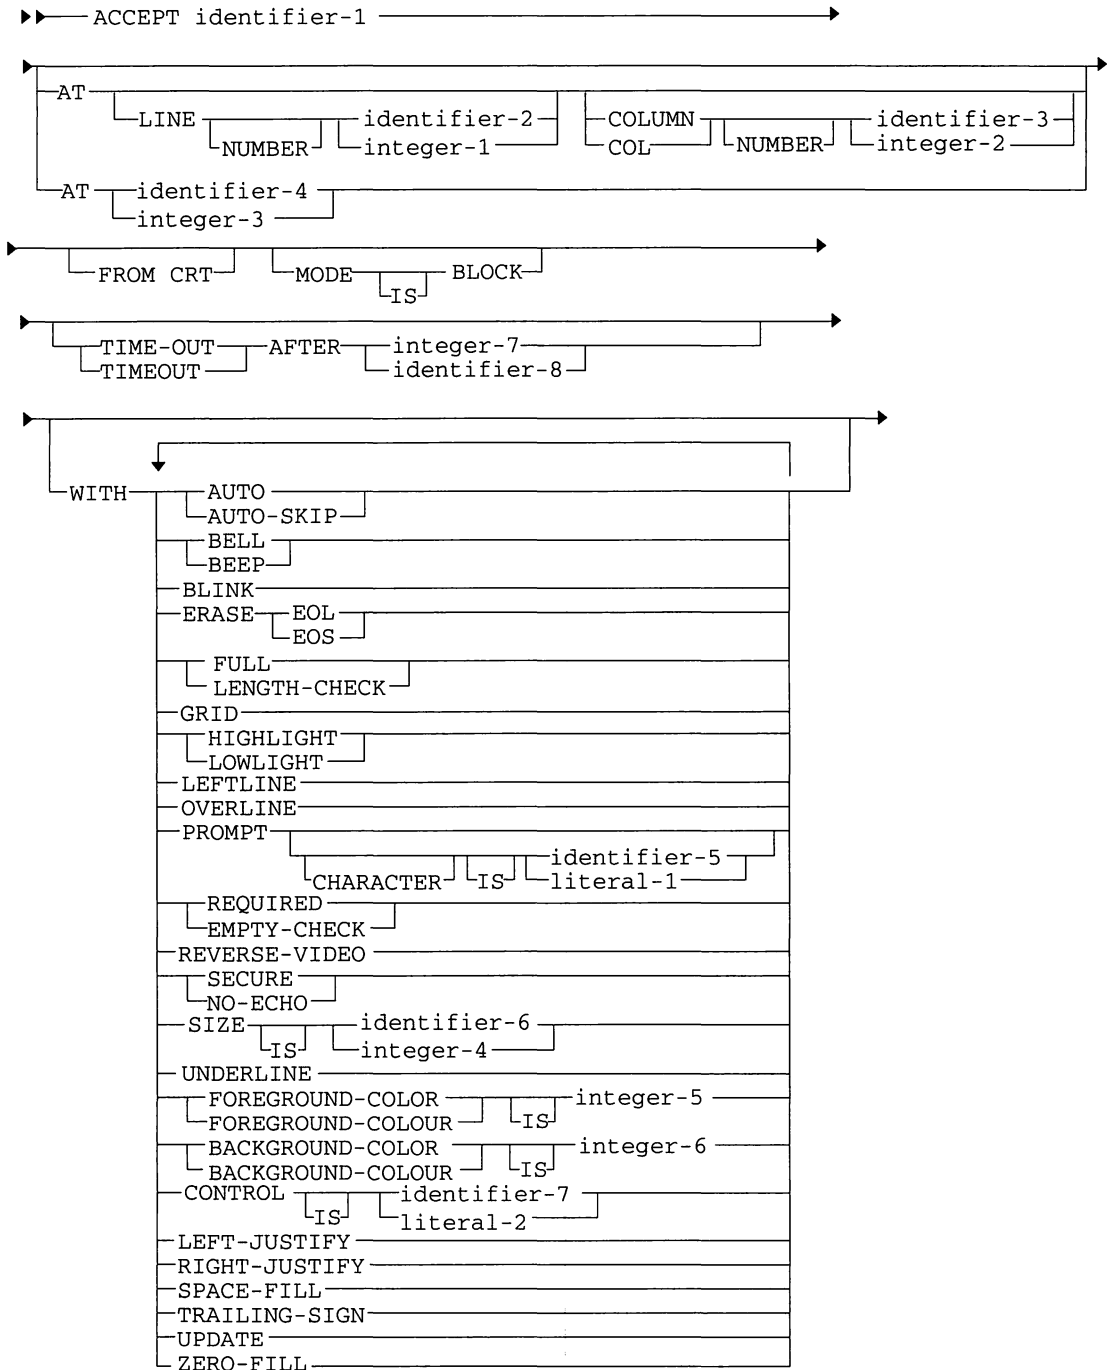 ACCEPT identifier-1
AT
LINE identifier-2 COLUMN identifier-3
NUMBER integer-1 COL NUMBER integer-2
AT identifier-4
integer-3
FROM CRT MODE BLOCK
IS
TIME-OUT AFTER integer-7
TIMEOUT identifier-8
WITH AUTO
AUTO-SKIP
BELL
BEEP
BLINK
ERASE EOL
EOS
FULL
LENGTH-CHECK
GRID
HIGHLIGHT
LOWLIGHT
LEFTLINE
OVERLINE
PROMPT
identifier-5
CHARACTER IS literal-1
REQUIRED
EMPTY-CHECK
REVERSE-VIDEO
SECURE
NO-ECHO
SIZE identifier-6
IS integer-4
UNDERLINE
FOREGROUND-COLOR integer-5
FOREGROUND-COLOUR IS
BACKGROUND-COLOR integer-6
BACKGROUND-COLOUR IS
CONTROL identifier-7
IS literal-2
LEFT-JUSTIFY
RIGHT-JUSTIFY
SPACE-FILL
TRAILING-SIGN
UPDATE
ZERO-FILL